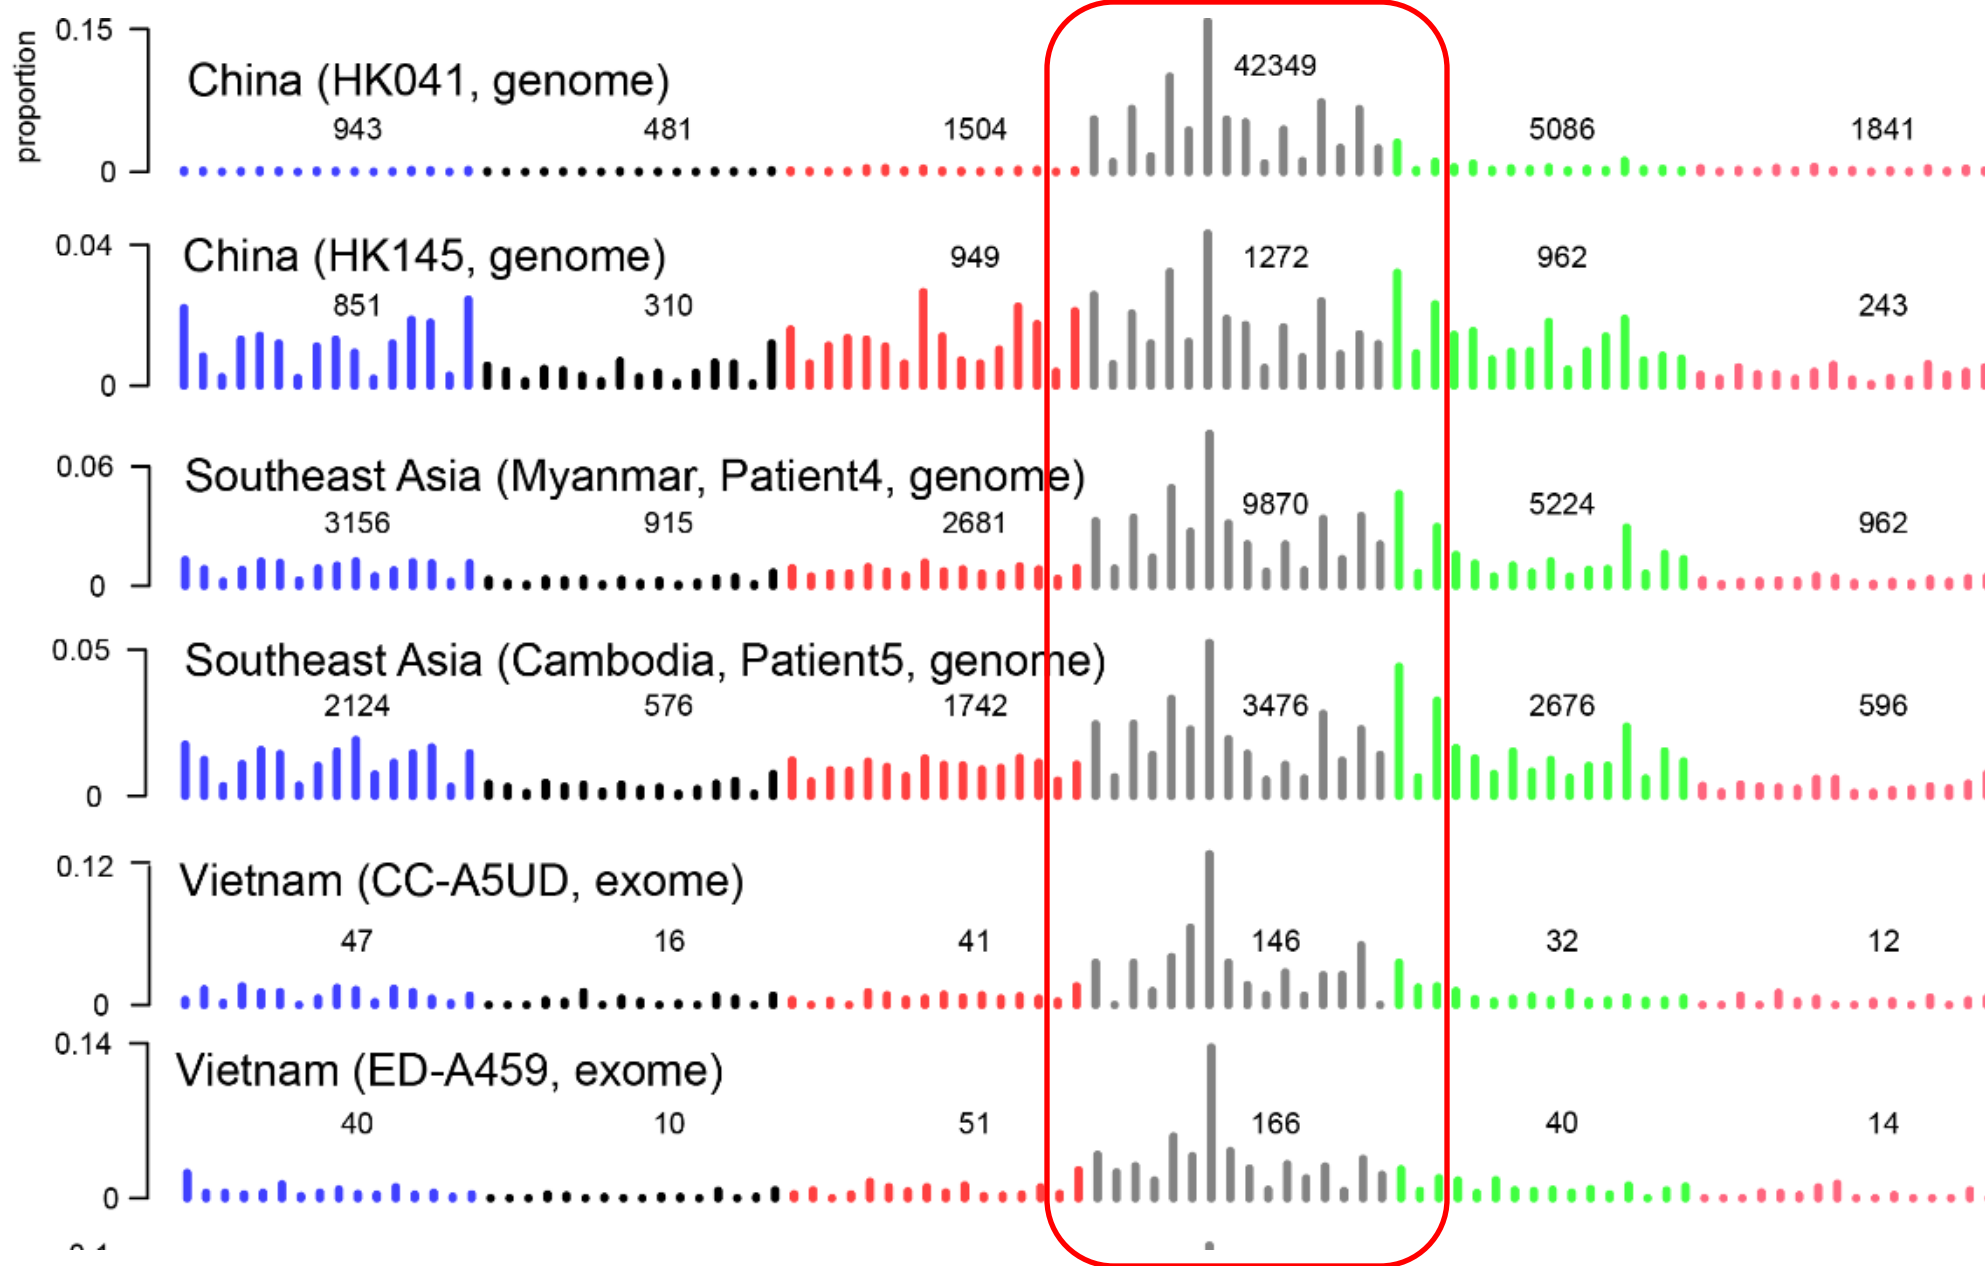 proportion
0.15
China (HK041, genome)
42349
943 481 1504 5086 1841
0
0.04
China (HK145, genome)
949 1272 962
851 310 243
0
0.06
Southeast Asia (Myanmar, Patient4, genome)
9870 5224
3156 915 2681 962
0
0.05
Southeast Asia (Cambodia, Patient5, genome)
2124 576 1742 3476 2676 596
0
0.12
Vietnam (CC-A5UD, exome)
47 16 41 146 32 12
0
0.14
Vietnam (ED-A459, exome)
40 10 51 166 40 14
0